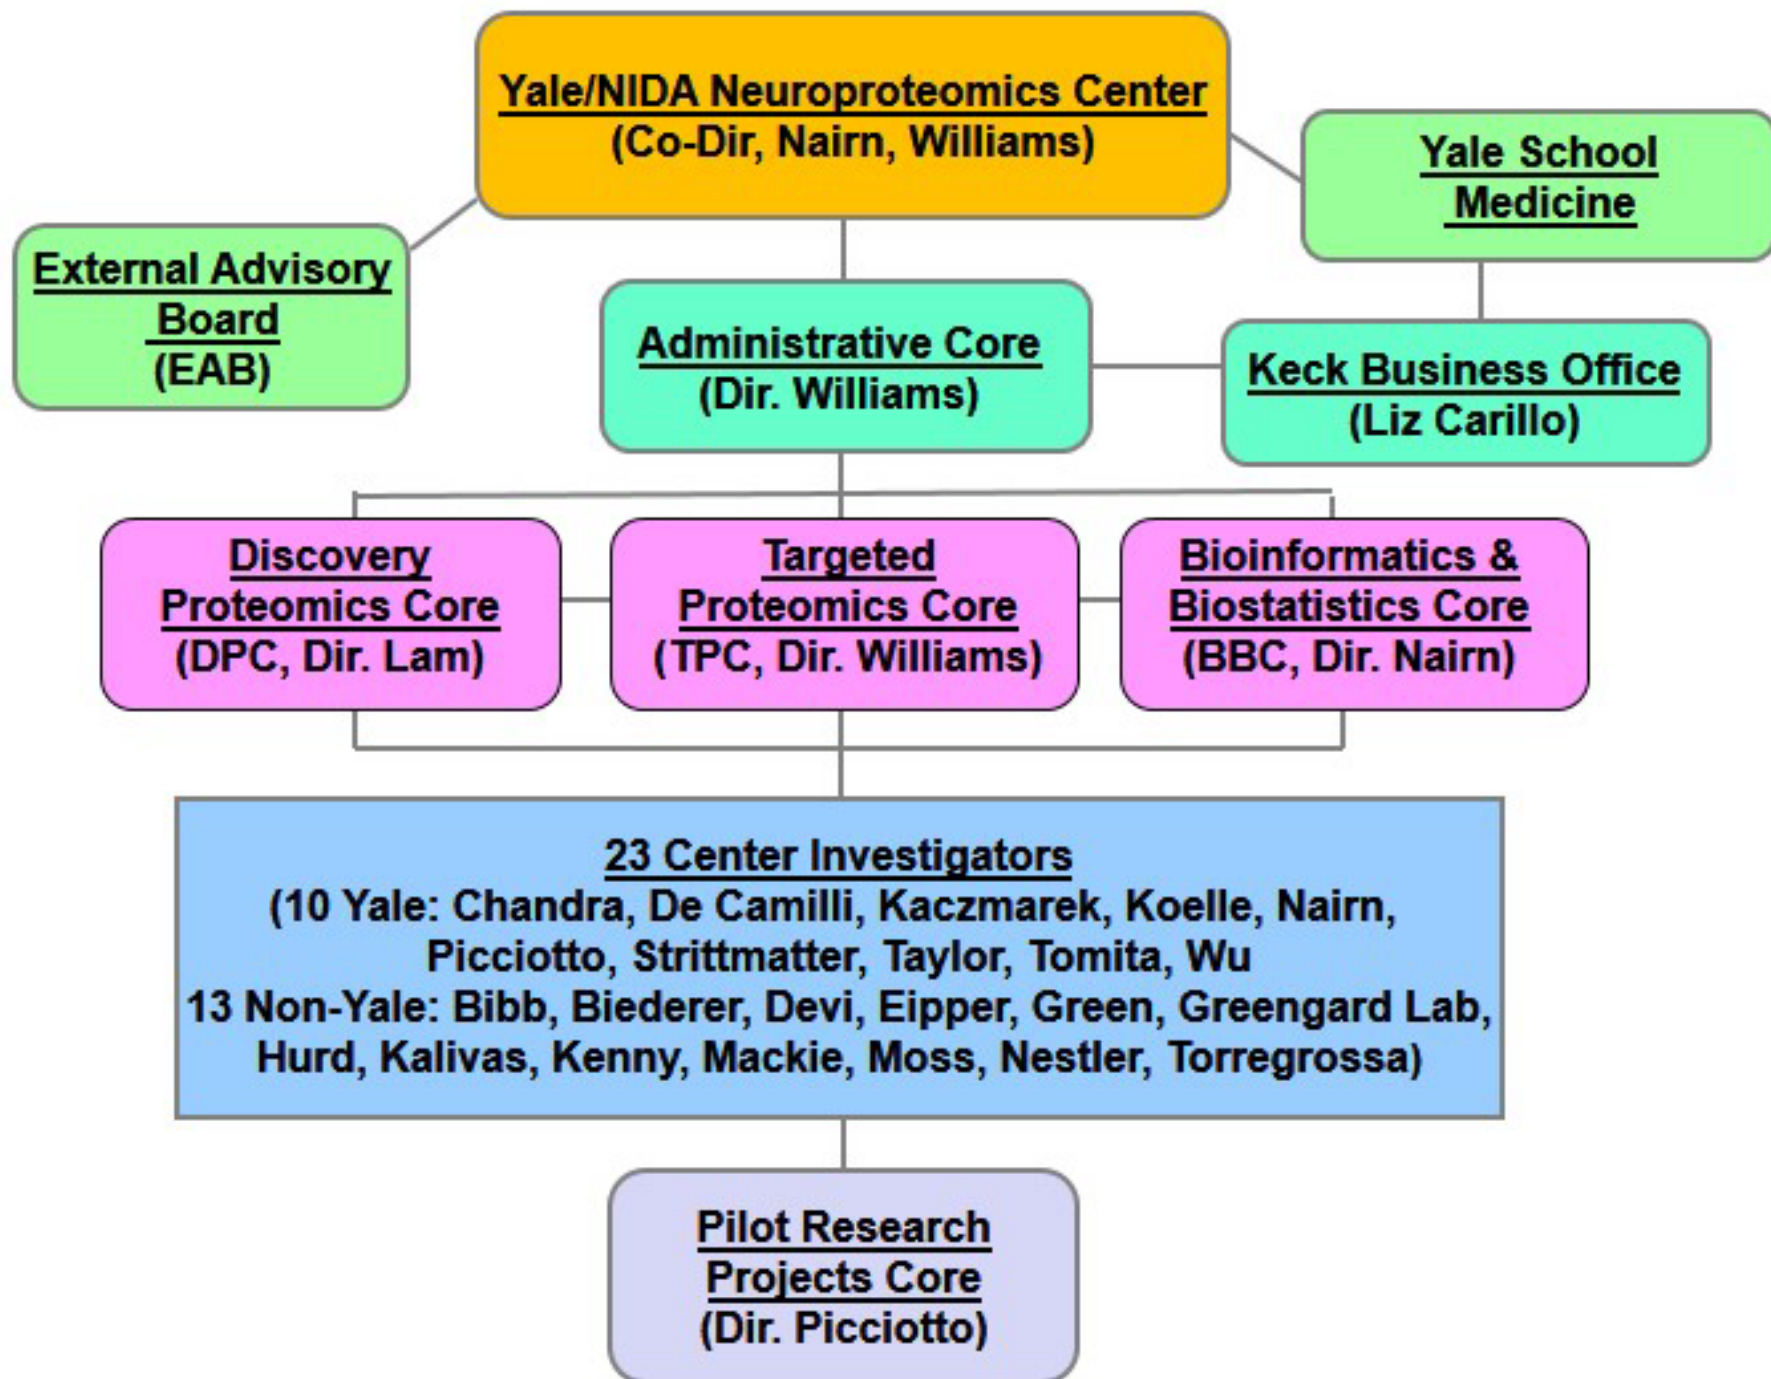 Yale/NIDA Neuroproteomics Center
(Co-Dir, Nairn, Williams)
Yale School
Medicine
External Advisory
Board
(EAB)
Administrative Core
(Dir. Williams)
Keck Business Office
(Liz Carillo)
Discovery
Proteomics Core
(DPC, Dir. Lam)
Targeted
Proteomics Core
(TPC, Dir. Williams)
Bioinformatics &
Biostatistics Core
(BBC, Dir. Nairn)
23 Center Investigators
(10 Yale: Chandra, De Camilli, Kaczmarek, Koelle, Nairn,
Picciotto, Strittmatter, Taylor, Tomita, Wu
13 Non-Yale: Bibb, Biederer, Devi, Eipper, Green, Greengard Lab,
Hurd, Kalivas, Kenny, Mackie, Moss, Nestler, Torregrossa)
Pilot Research
Projects Core
(Dir. Picciotto)